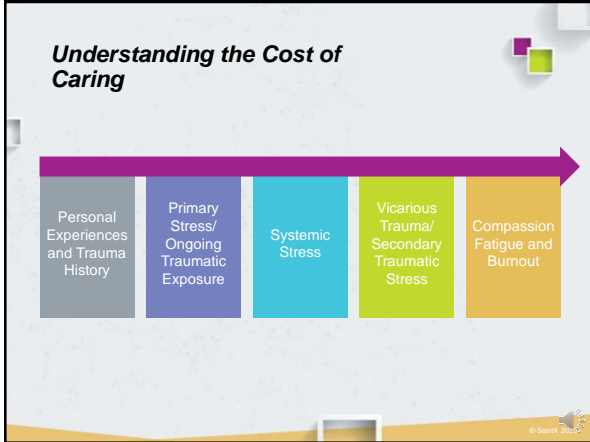 Understanding the Cost of
Caring
Personal
Experiences
and Trauma
History
Primary
Stress/
Ongoing
Traumatic
Exposure
Systemic
Stress
Vicarious
Trauma/
Secondary
Traumatic
Stress
Compassion
Fatigue and
Burnout
© SaintA